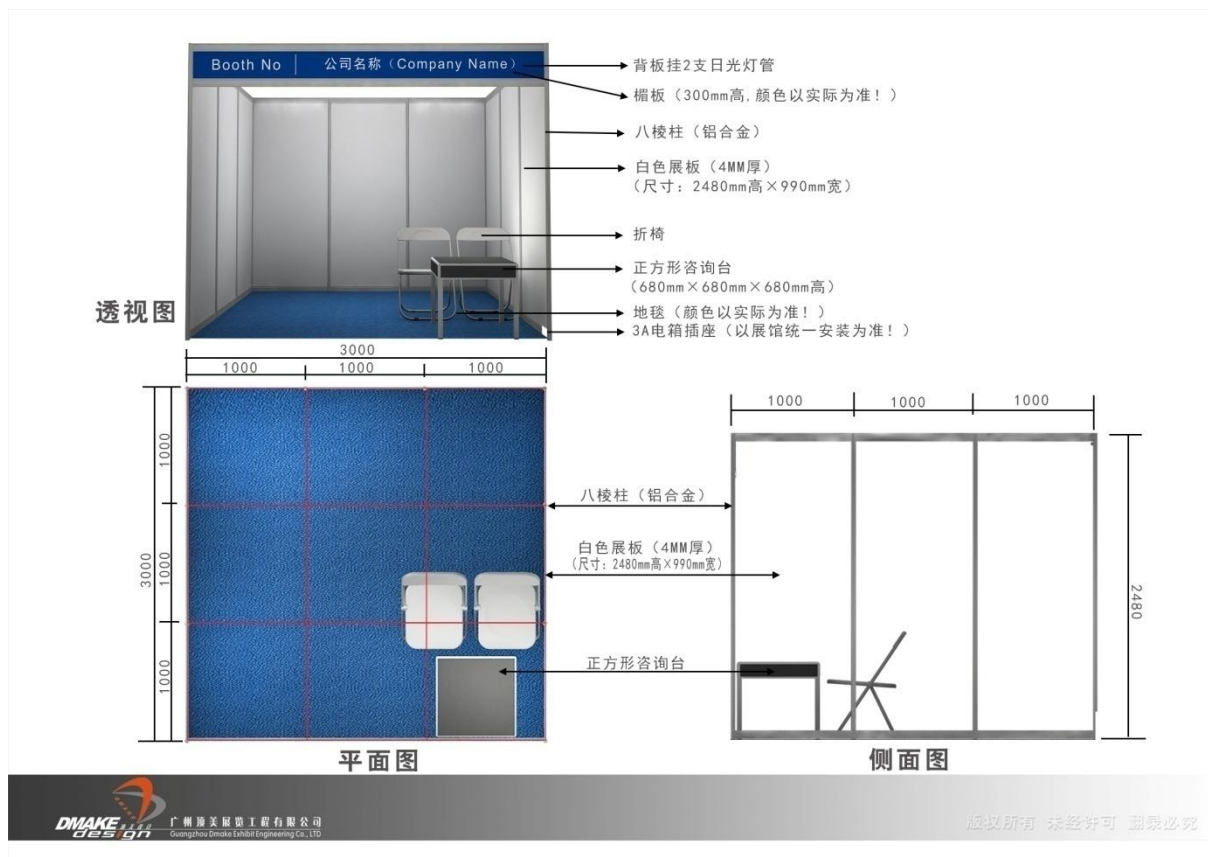 Booth No 公司名称（Company Name）
背板挂2支日光灯管
楣板（300mm高,颜色以实际为准！）
八棱柱（铝合金）
白色展板（4MM厚）
（尺寸：2480mm高×990mm宽）
折椅
正方形咨询台
（680mm×680mm×680mm高）
地毯（颜色以实际为准！）
3A电箱插座（以展馆统一安装为准！）
透视图
3000
1000 1000 1000
1000
1000
1000
3000
1000 1000 1000
八棱柱（铝合金）
白色展板（4MM厚）
（尺寸：2480mm高×990mm宽）
2480
正方形咨询台
平面图
侧面图
DMAKE
design
广州顶美展览工程有限公司
Guangzhou Dmake Exhibit Engineering Co., LTD
版权所有 未经许可 翻录必究